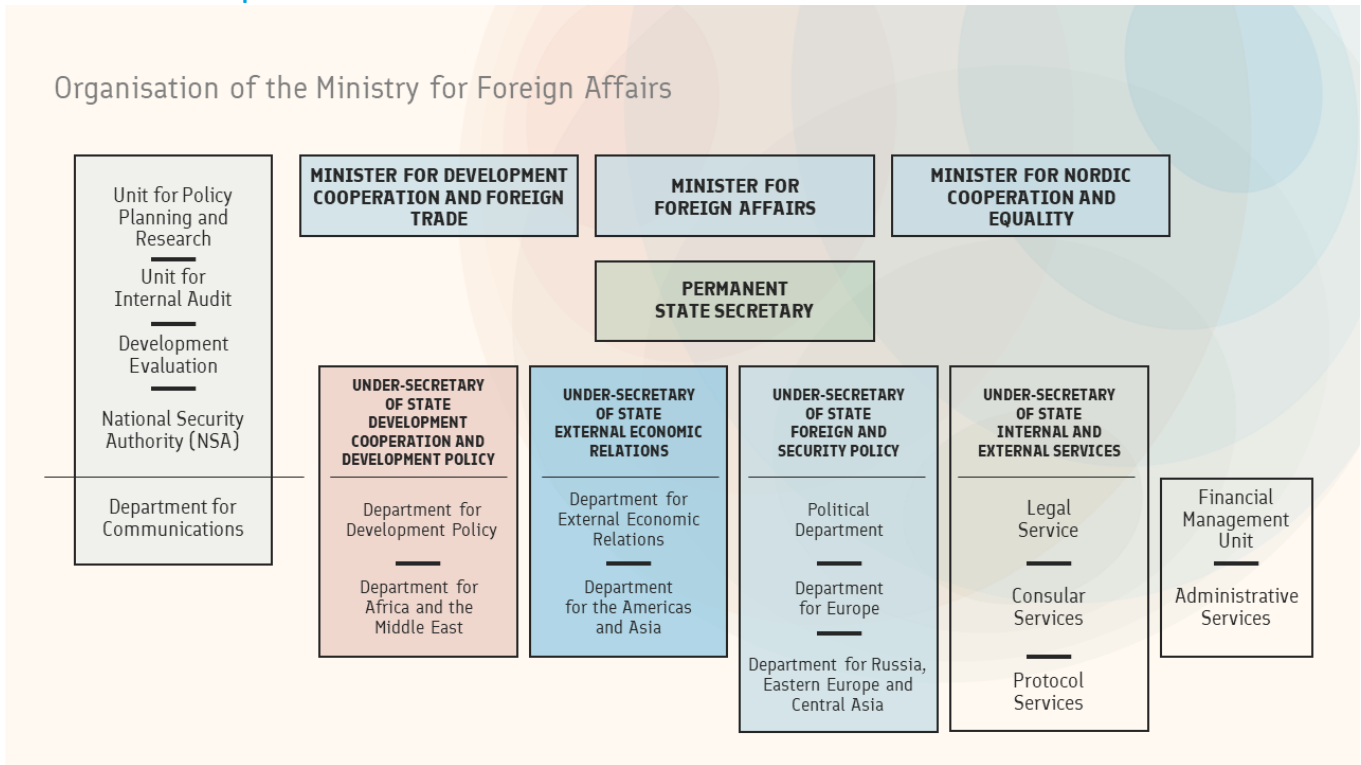 Organisation of the Ministry for Foreign Affairs
Unit for Policy
Planning and
Research
Unit for
Internal Audit
Development
Evaluation
National Security
Authority (NSA)
Department for
Communications
MINISTER FOR DEVELOPMENT
COOPERATION AND FOREIGN
TRADE
MINISTER FOR
FOREIGN AFFAIRS
MINISTER FOR NORDIC
COOPERATION AND
EQUALITY
PERMANENT
STATE SECRETARY
UNDER-SECRETARY
OF STATE
DEVELOPMENT
COOPERATION AND
DEVELOPMENT POLICY
Department for
Development Policy
Department for
Africa and the
Middle East
UNDER-SECRETARY
OF STATE
EXTERNAL ECONOMIC
RELATIONS
Department for
External Economic
Relations
Department
for the Americas
and Asia
UNDER-SECRETARY
OF STATE
FOREIGN AND
SECURITY POLICY
Political
Department
Department
for Europe
Department for Russia,
Eastern Europe and
Central Asia
UNDER-SECRETARY
OF STATE
INTERNAL AND
EXTERNAL SERVICES
Legal
Service
Consular
Services
Protocol
Services
Financial
Management
Unit
Administrative
Services